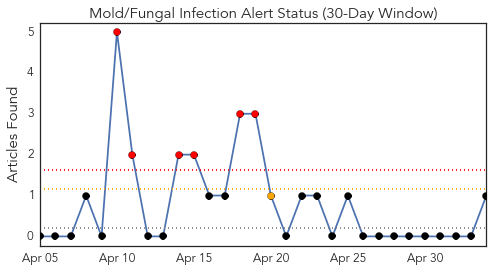 Mold/Fungal Infection Alert Status (30-Day Window)
Articles Found
5
4
3
2
1
0
Apr 05
Apr 10
Apr 15
Apr 20
Apr 25
Apr 30